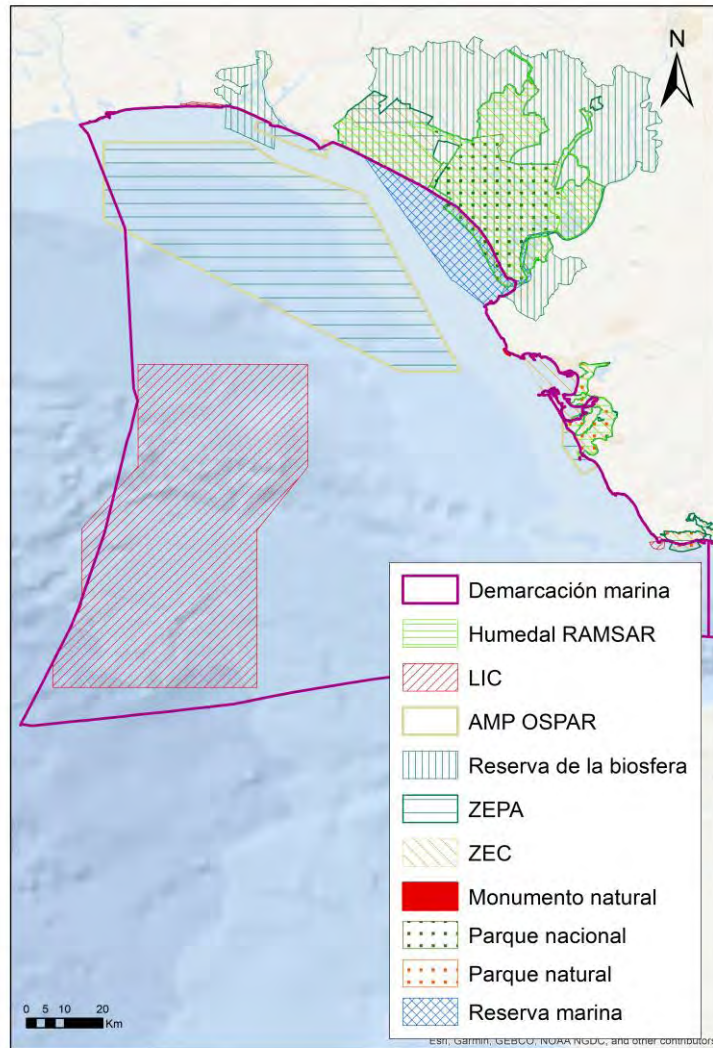 N
Demarcación marina
Humedal RAMSAR
LIC
AMP OSPAR
Reserva de la biosfera
ZEPA
ZEC
Monumento natural
Parque nacional
Parque natural
Reserva marina
0 5 10 20
Km
Esri, Garmin, GEBCO, NOAA NGDC, and other contributors